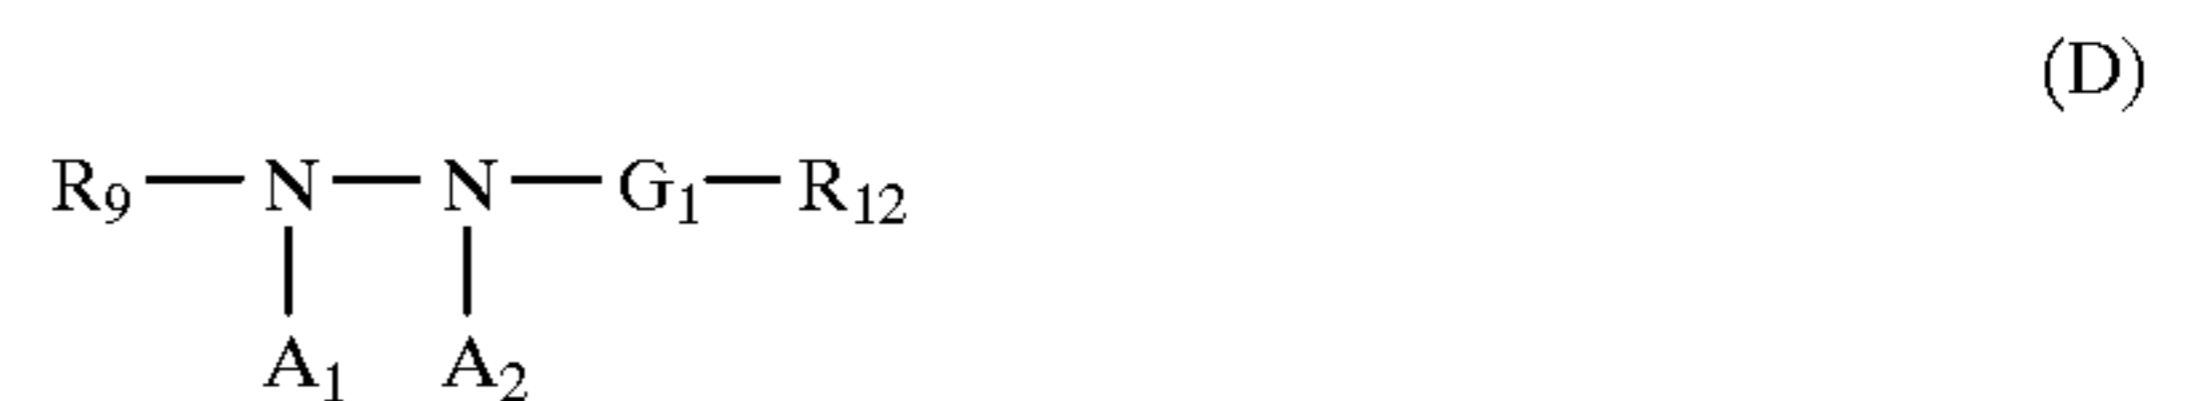 (D)
R₉—N—N—G₁—R₁₂
A₁ A₂